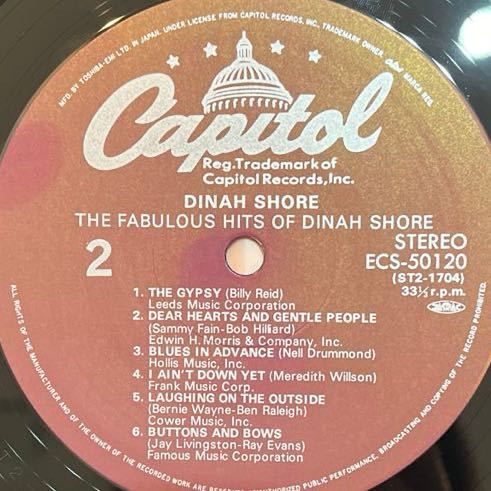 MFD. BY TOSHIBA-EMI LTD. IN JAPAN. UNDER LICENSE FROM CAPITOL RECORDS, INC., TRADEMARK OWNER
MARCA REG.
Capitol
Reg. Trademark of
Capitol Records, Inc.
DINAH SHORE
THE FABULOUS HITS OF DINAH SHORE
2
STEREO
ECS-50120
(ST2-1704)
33⅓ r.p.m.
1. THE GYPSY (Billy Reid)
Leeds Music Corporation
2. DEAR HEARTS AND GENTLE PEOPLE
(Sammy Fain-Bob Hilliard)
Edwin H. Morris & Company, Inc.
3. BLUES IN ADVANCE (Nell Drummond)
Hollis Music, Inc.
4. I AIN'T DOWN YET (Meredith Willson)
Frank Music Corp.
5. LAUGHING ON THE OUTSIDE
(Bernie Wayne-Ben Raleigh)
Cower Music, Inc.
6. BUTTONS AND BOWS
(Jay Livingston-Ray Evans)
Famous Music Corporation
ALL RIGHTS OF THE MANUFACTURER AND OF THE OWNER OF THE RECORDED WORK ARE RESERVED. UNAUTHORIZED PUBLIC PERFORMANCE, BROADCASTING AND COPYING OF THE RECORD PROHIBITED